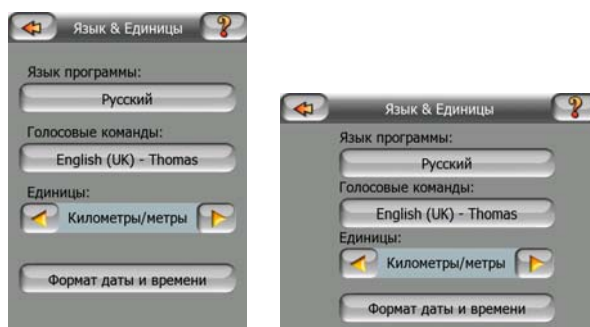 Язык & Единицы
Язык программы:
Русский
Голосовые команды:
English (UK) - Thomas
Единицы:
Километры/метры
Формат даты и времени
Язык & Единицы
Язык программы:
Русский
Голосовые команды:
English (UK) - Thomas
Единицы:
Километры/метры
Формат даты и времени